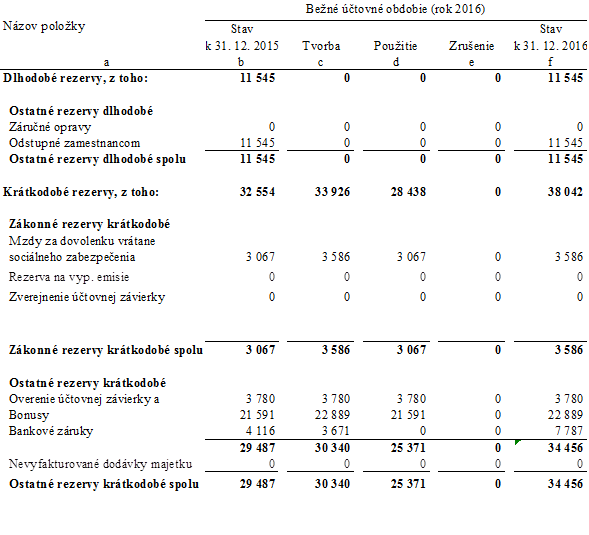 Bežné účtovné obdobie (rok 2016)
Názov položky Stav Stav
k 31. 12. 2015 Tvorba Použitie Zrušenie k 31. 12. 2016
a b c d e f
Dlhodobé rezervy, z toho: 11 545 0 0 0 11 545
Ostatné rezervy dlhodobé
Záručné opravy 0 0 0 0 0
Odstupné zamestnancom 11 545 0 0 0 11 545
Ostatné rezervy dlhodobé spolu 11 545 0 0 0 11 545
Krátkodobé rezervy, z toho: 32 554 33 926 28 438 0 38 042
Zákonné rezervy krátkodobé
Mzdy za dovolenku vrátane
sociálneho zabezpečenia 3 067 3 586 3 067 0 3 586
Rezerva na vyp. emisie 0 0 0 0 0
Zverejnenie účtovnej závierky 0 0 0 0 0
Zákonné rezervy krátkodobé spolu 3 067 3 586 3 067 0 3 586
Ostatné rezervy krátkodobé
Overenie účtovnej závierky a 3 780 3 780 3 780 0 3 780
Bonusy 21 591 22 889 21 591 0 22 889
Bankové záruky 4 116 3 671 0 0 7 787
29 487 30 340 25 371 0 34 456
Nevyfakturované dodávky majetku 0 0 0 0 0
Ostatné rezervy krátkodobé spolu 29 487 30 340 25 371 0 34 456